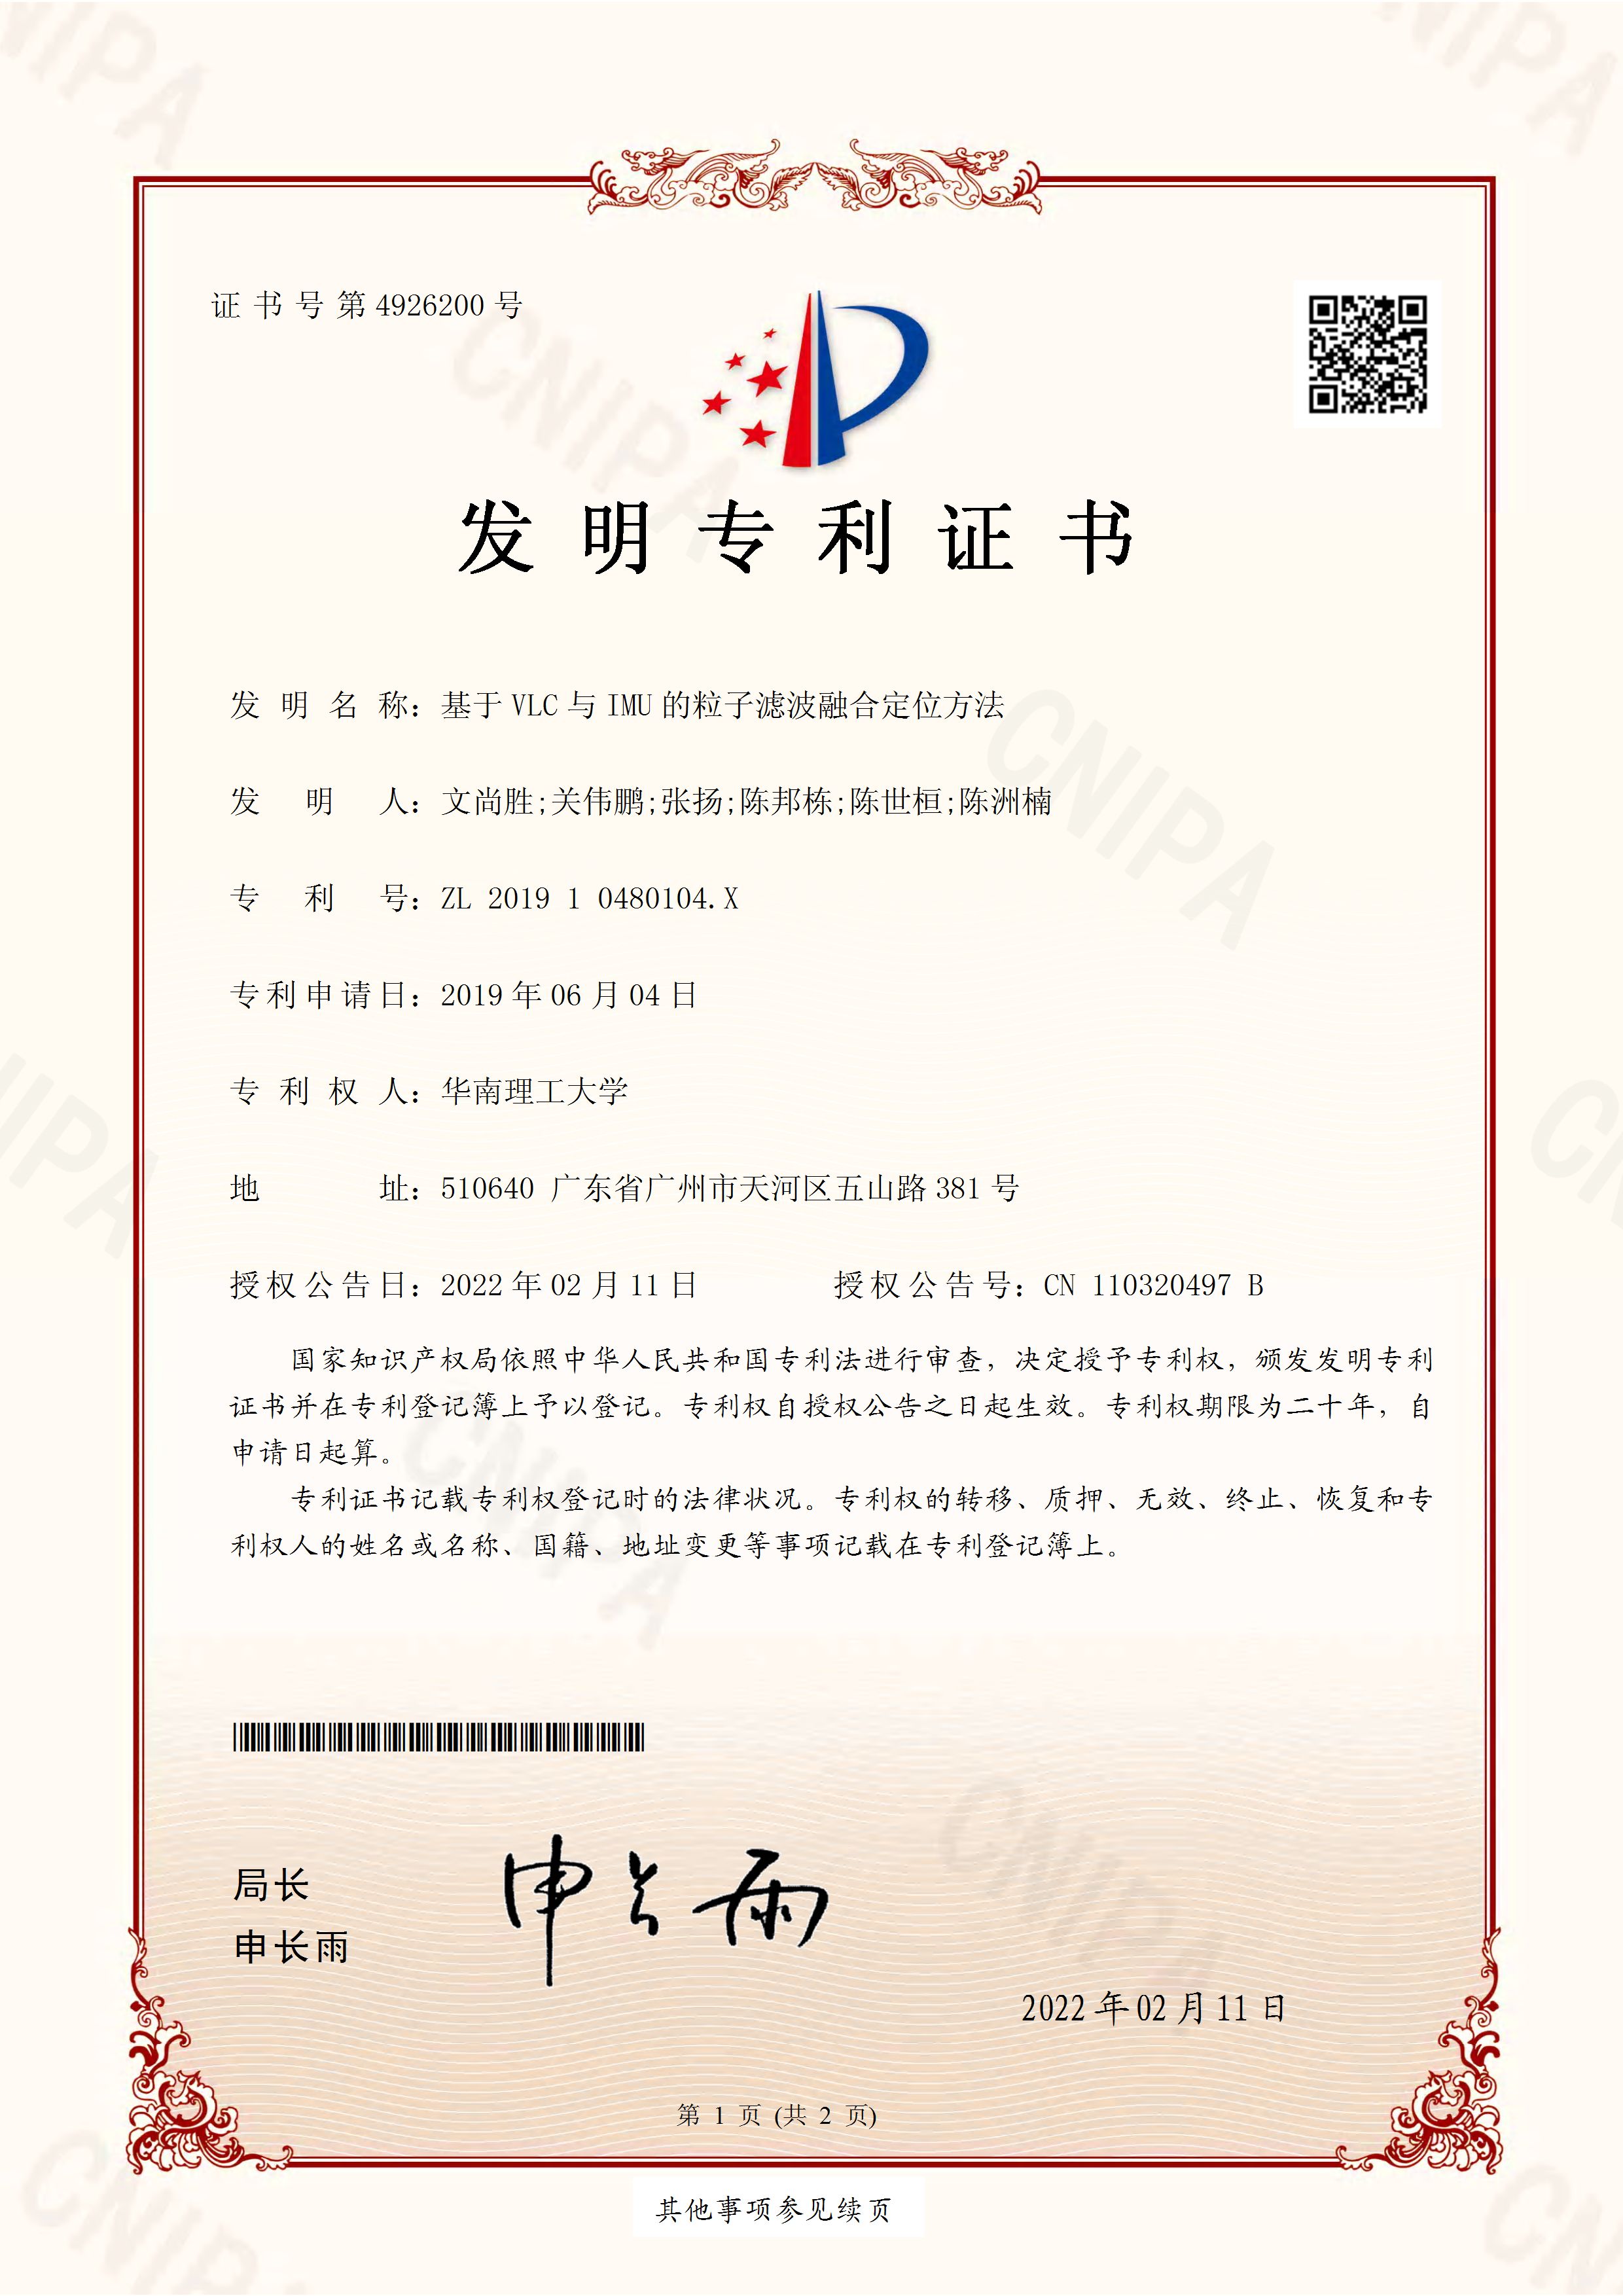 证书号第4926200号
发明专利证书
发明名称：基于VLC与IMU的粒子滤波融合定位方法
发明人：文尚胜;关伟鹏;张扬;陈邦栋;陈世桓;陈洲楠
专利号：ZL 2019 1 0480104.X
专利申请日：2019年06月04日
专利权人：华南理工大学
地址：510640 广东省广州市天河区五山路381号
授权公告日：2022年02月11日 授权公告号：CN 110320497 B
国家知识产权局依照中华人民共和国专利法进行审查，决定授予专利权，颁发发明专利
证书并在专利登记簿上予以登记。专利权自授权公告之日起生效。专利权期限为二十年，自
申请日起算。
专利证书记载专利权登记时的法律状况。专利权的转移、质押、无效、终止、恢复和专
利权人的姓名或名称、国籍、地址变更等事项记载在专利登记簿上。
局长
申长雨
申长雨
2022年02月11日
第 1 页 (共 2 页)
其他事项参见续页
CNIPA
CNIPA
CNIPA
CNIPA